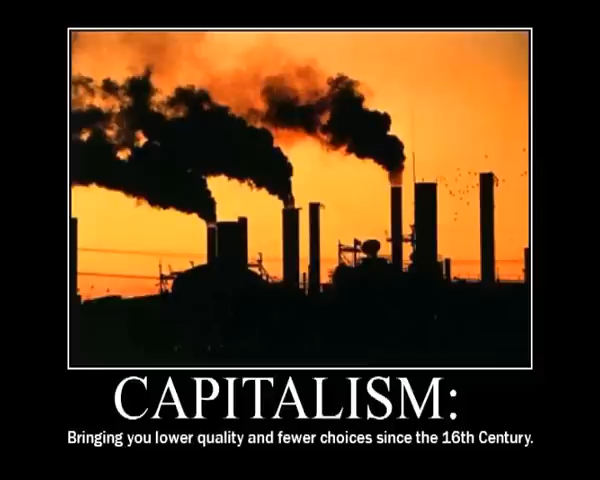 CAPITALISM:
Bringing you lower quality and fewer choices since the 16th Century.